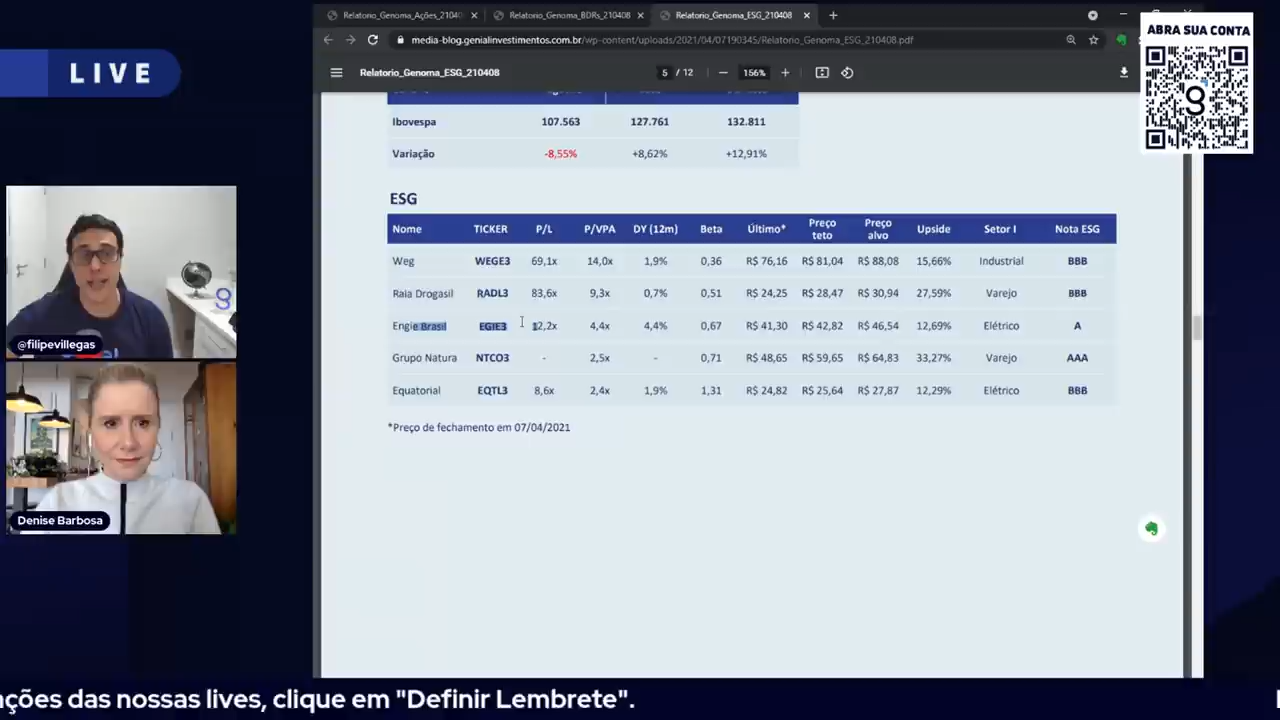 Relatorio_Genoma_Ações_2104
Relatorio_Genoma_BDRs_210408
Relatorio_Genoma_ESG_210408
media-blog.genialinvestimentos.com.br/wp-content/uploads/2021/04/07190345/Relatorio_Genoma_ESG_210408.pdf
ABRA SUA CONTA
LIVE
Relatorio_Genoma_ESG_210408
5 / 12
156%
Ibovespa 107.563 127.761 132.811
Variação -8,55% +8,62% +12,91%
ESG
Nome TICKER P/L P/VPA DY (12m) Beta Último* Preço teto Preço alvo Upside Setor I Nota ESG
Weg WEGE3 69,1x 14,0x 1,9% 0,36 R$ 76,16 R$ 81,04 R$ 88,08 15,66% Industrial BBB
Raia Drogasil RADL3 83,6x 9,3x 0,7% 0,51 R$ 24,25 R$ 28,47 R$ 30,94 27,59% Varejo BBB
Engie Brasil EGIE3 12,2x 4,4x 4,4% 0,67 R$ 41,30 R$ 42,82 R$ 46,54 12,69% Elétrico A
Grupo Natura NTCO3 - 2,5x - 0,71 R$ 48,65 R$ 59,65 R$ 64,83 33,27% Varejo AAA
Equatorial EQTL3 8,6x 2,4x 1,9% 1,31 R$ 24,82 R$ 25,64 R$ 27,87 12,29% Elétrico BBB
*Preço de fechamento em 07/04/2021
@filipevillegas
Denise Barbosa
ações das nossas lives, clique em "Definir Lembrete".